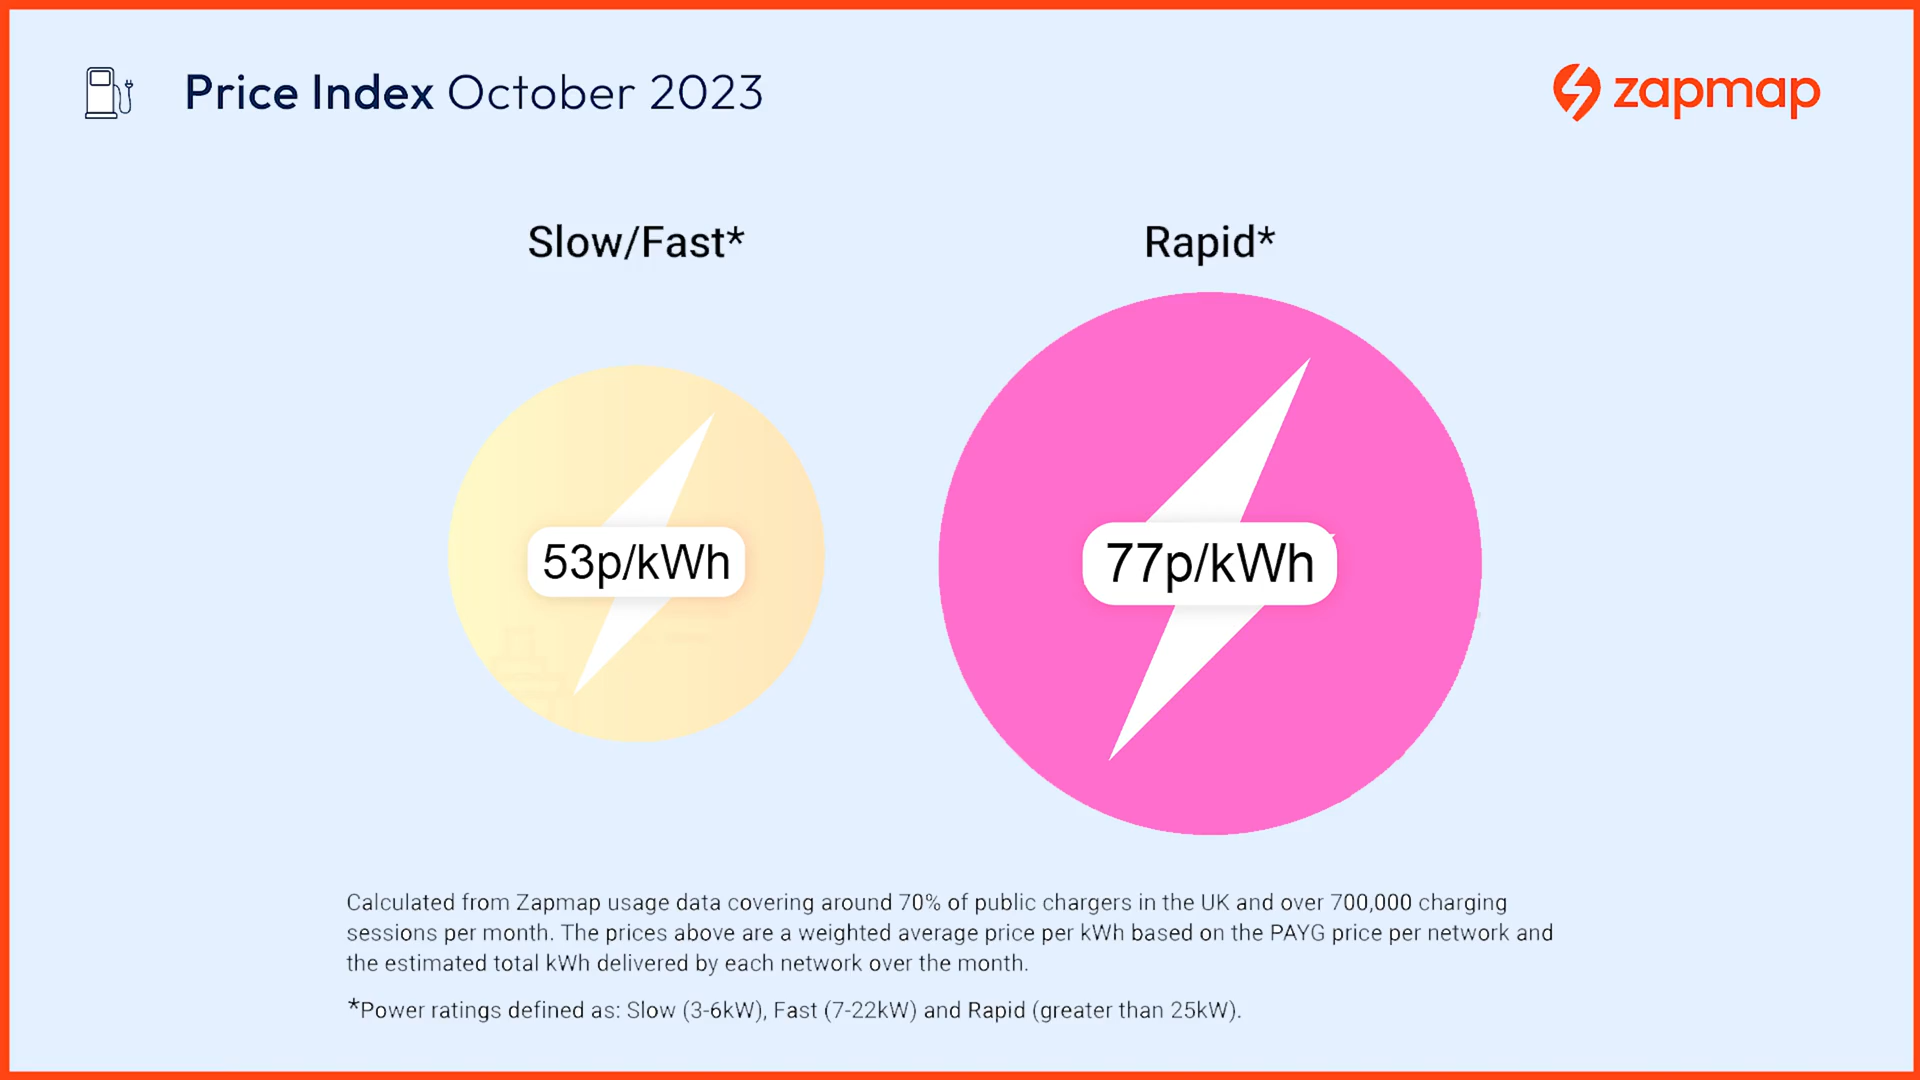 Price Index October 2023
zapmap
Slow/Fast*
Rapid*
53p/kWh
77p/kWh
Calculated from Zapmap usage data covering around 70% of public chargers in the UK and over 700,000 charging
sessions per month. The prices above are a weighted average price per kWh based on the PAYG price per network and
the estimated total kWh delivered by each network over the month.
*Power ratings defined as: Slow (3-6kW), Fast (7-22kW) and Rapid (greater than 25kW).